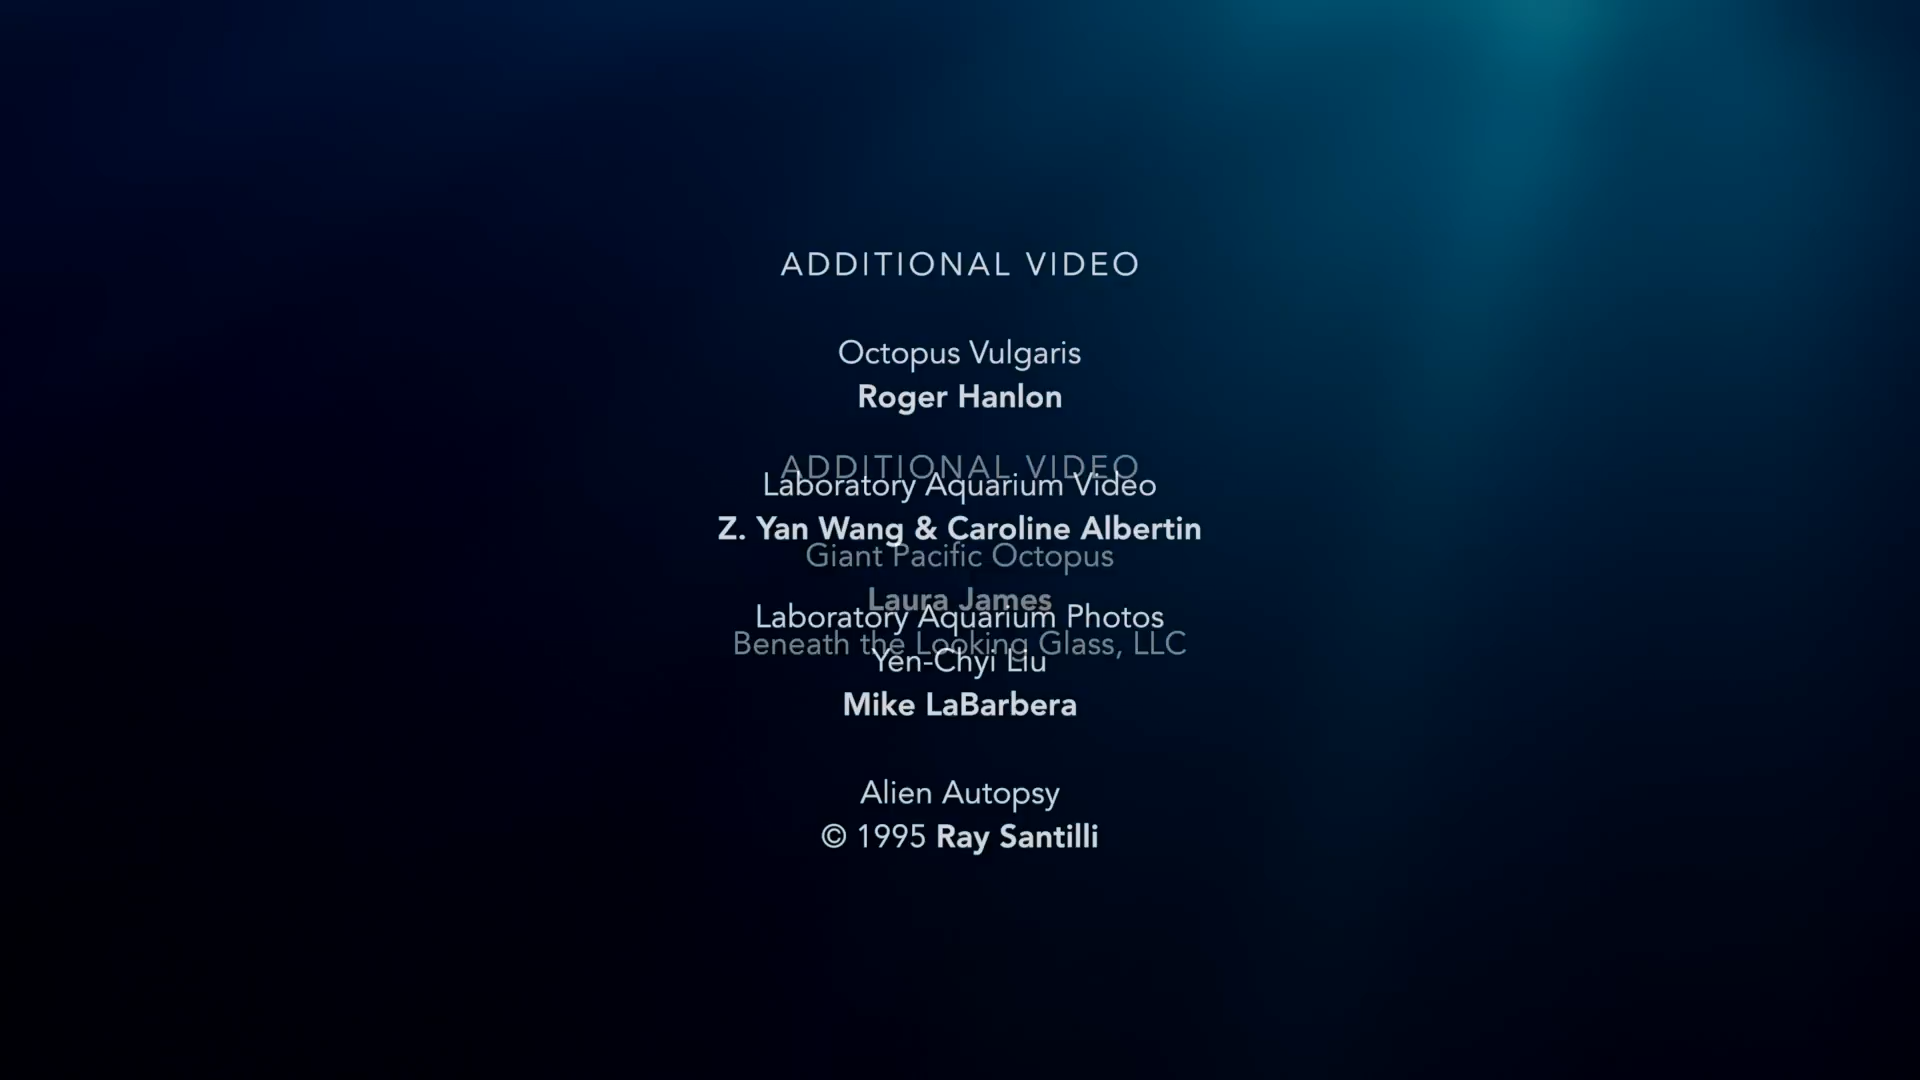 ADDITIONAL VIDEO
Octopus Vulgaris
Roger Hanlon
ADDITIONAL VIDEO
Laboratory Aquarium Video
Z. Yan Wang & Caroline Albertin
Giant Pacific Octopus
Laura James
Laboratory Aquarium Photos
Beneath the Looking Glass, LLC
Yen-Chyi Liu
Mike LaBarbera
Alien Autopsy
© 1995 Ray Santilli